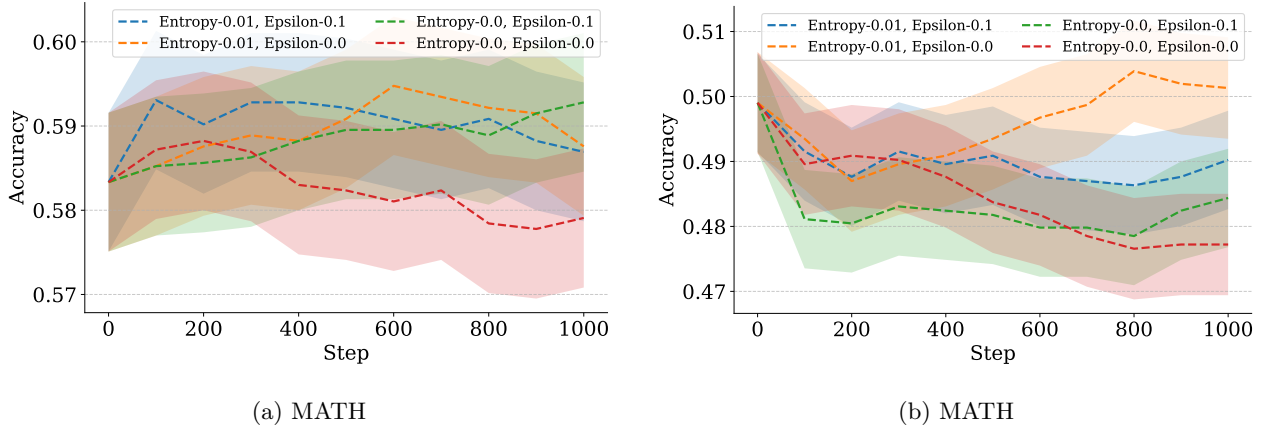 Entropy-0.01, Epsilon-0.1
Entropy-0.0, Epsilon-0.1
Entropy-0.01, Epsilon-0.0
Entropy-0.0, Epsilon-0.0
0.60
0.59
0.58
0.57
Accuracy
0 200 400 600 800 1000
Step
(a) MATH
Entropy-0.01, Epsilon-0.1
Entropy-0.0, Epsilon-0.1
Entropy-0.01, Epsilon-0.0
Entropy-0.0, Epsilon-0.0
0.51
0.50
0.49
0.48
0.47
Accuracy
0 200 400 600 800 1000
Step
(b) MATH